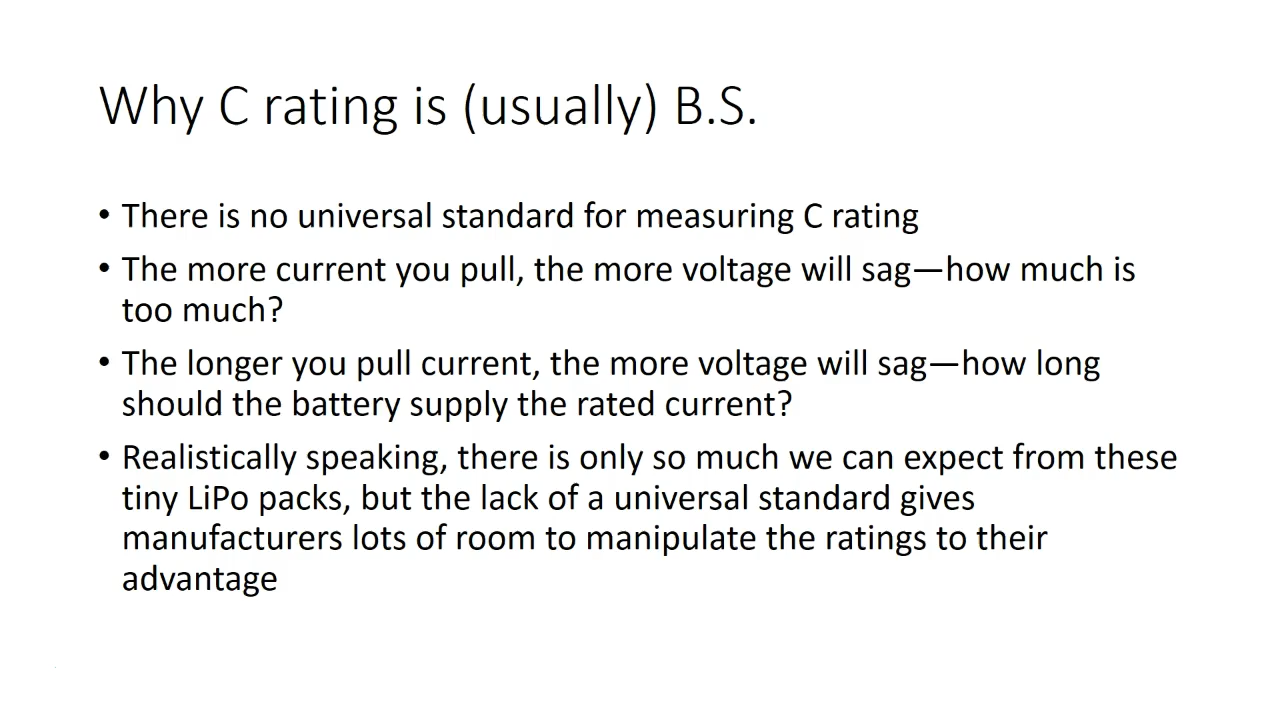 Why C rating is (usually) B.S.
• There is no universal standard for measuring C rating
• The more current you pull, the more voltage will sag—how much is
too much?
• The longer you pull current, the more voltage will sag—how long
should the battery supply the rated current?
• Realistically speaking, there is only so much we can expect from these
tiny LiPo packs, but the lack of a universal standard gives
manufacturers lots of room to manipulate the ratings to their
advantage